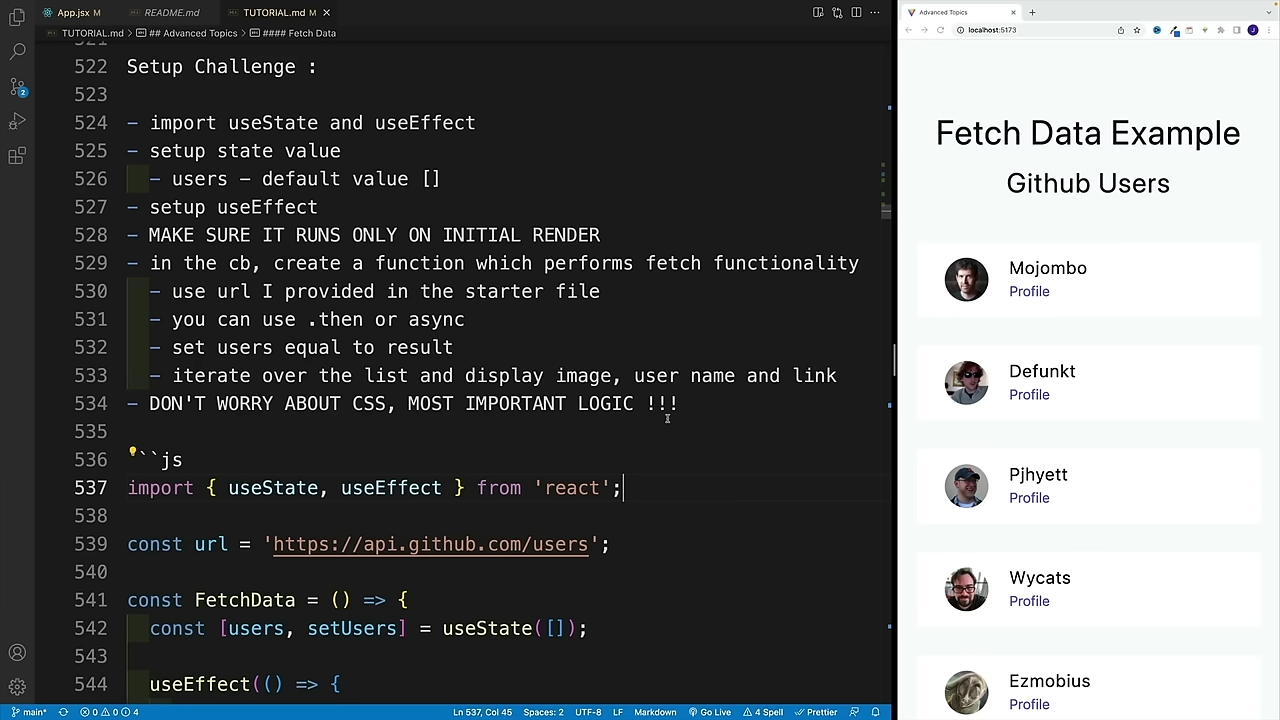 App.jsx M
README.md
TUTORIAL.md M
TUTORIAL.md > ## Advanced Topics > #### Fetch Data
521
522 Setup Challenge :
523
524 - import useState and useEffect
525 - setup state value
526 - users - default value []
527 - setup useEffect
528 - MAKE SURE IT RUNS ONLY ON INITIAL RENDER
529 - in the cb, create a function which performs fetch functionality
530 - use url I provided in the starter file
531 - you can use .then or async
532 - set users equal to result
533 - iterate over the list and display image, user name and link
534 - DON'T WORRY ABOUT CSS, MOST IMPORTANT LOGIC !!!
535
536 ```js
537 import { useState, useEffect } from 'react';
538
539 const url = 'https://api.github.com/users';
540
541 const FetchData = () => {
542 const [users, setUsers] = useState([]);
543
544 useEffect(() => {
2
main* 0 0 4 Ln 537, Col 45 Spaces: 2 UTF-8 LF Markdown Go Live 4 Spell Prettier
Advanced Topics
localhost:5173
J
Fetch Data Example
Github Users
Mojombo
Profile
Defunkt
Profile
Pjhyett
Profile
Wycats
Profile
Ezmobius
Profile